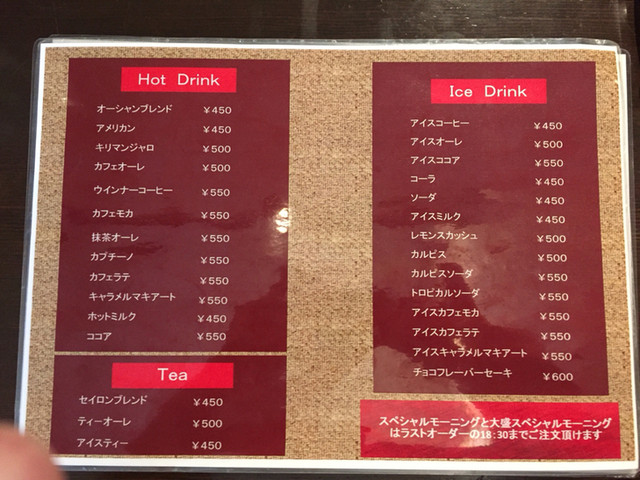 Hot Drink
オーシャンブレンド ¥450
アメリカン ¥450
キリマンジャロ ¥500
カフェオーレ ¥500
ウインナーコーヒー ¥550
カフェモカ ¥550
抹茶オーレ ¥550
カプチーノ ¥550
カフェラテ ¥550
キャラメルマキアート ¥550
ホットミルク ¥450
ココア ¥550
Tea
セイロンブレンド ¥450
ティーオーレ ¥500
アイスティー ¥450
Ice Drink
アイスコーヒー ¥450
アイスオーレ ¥500
アイスココア ¥550
コーラ ¥450
ソーダ ¥450
アイスミルク ¥450
レモンスカッシュ ¥500
カルピス ¥500
カルピスソーダ ¥550
トロピカルソーダ ¥550
アイスカフェモカ ¥550
アイスカフェラテ ¥550
アイスキャラメルマキアート ¥550
チョコフレーバーセーキ ¥600
スペシャルモーニングと大盛スペシャルモーニング
はラストオーダーの18:30までご注文頂けます